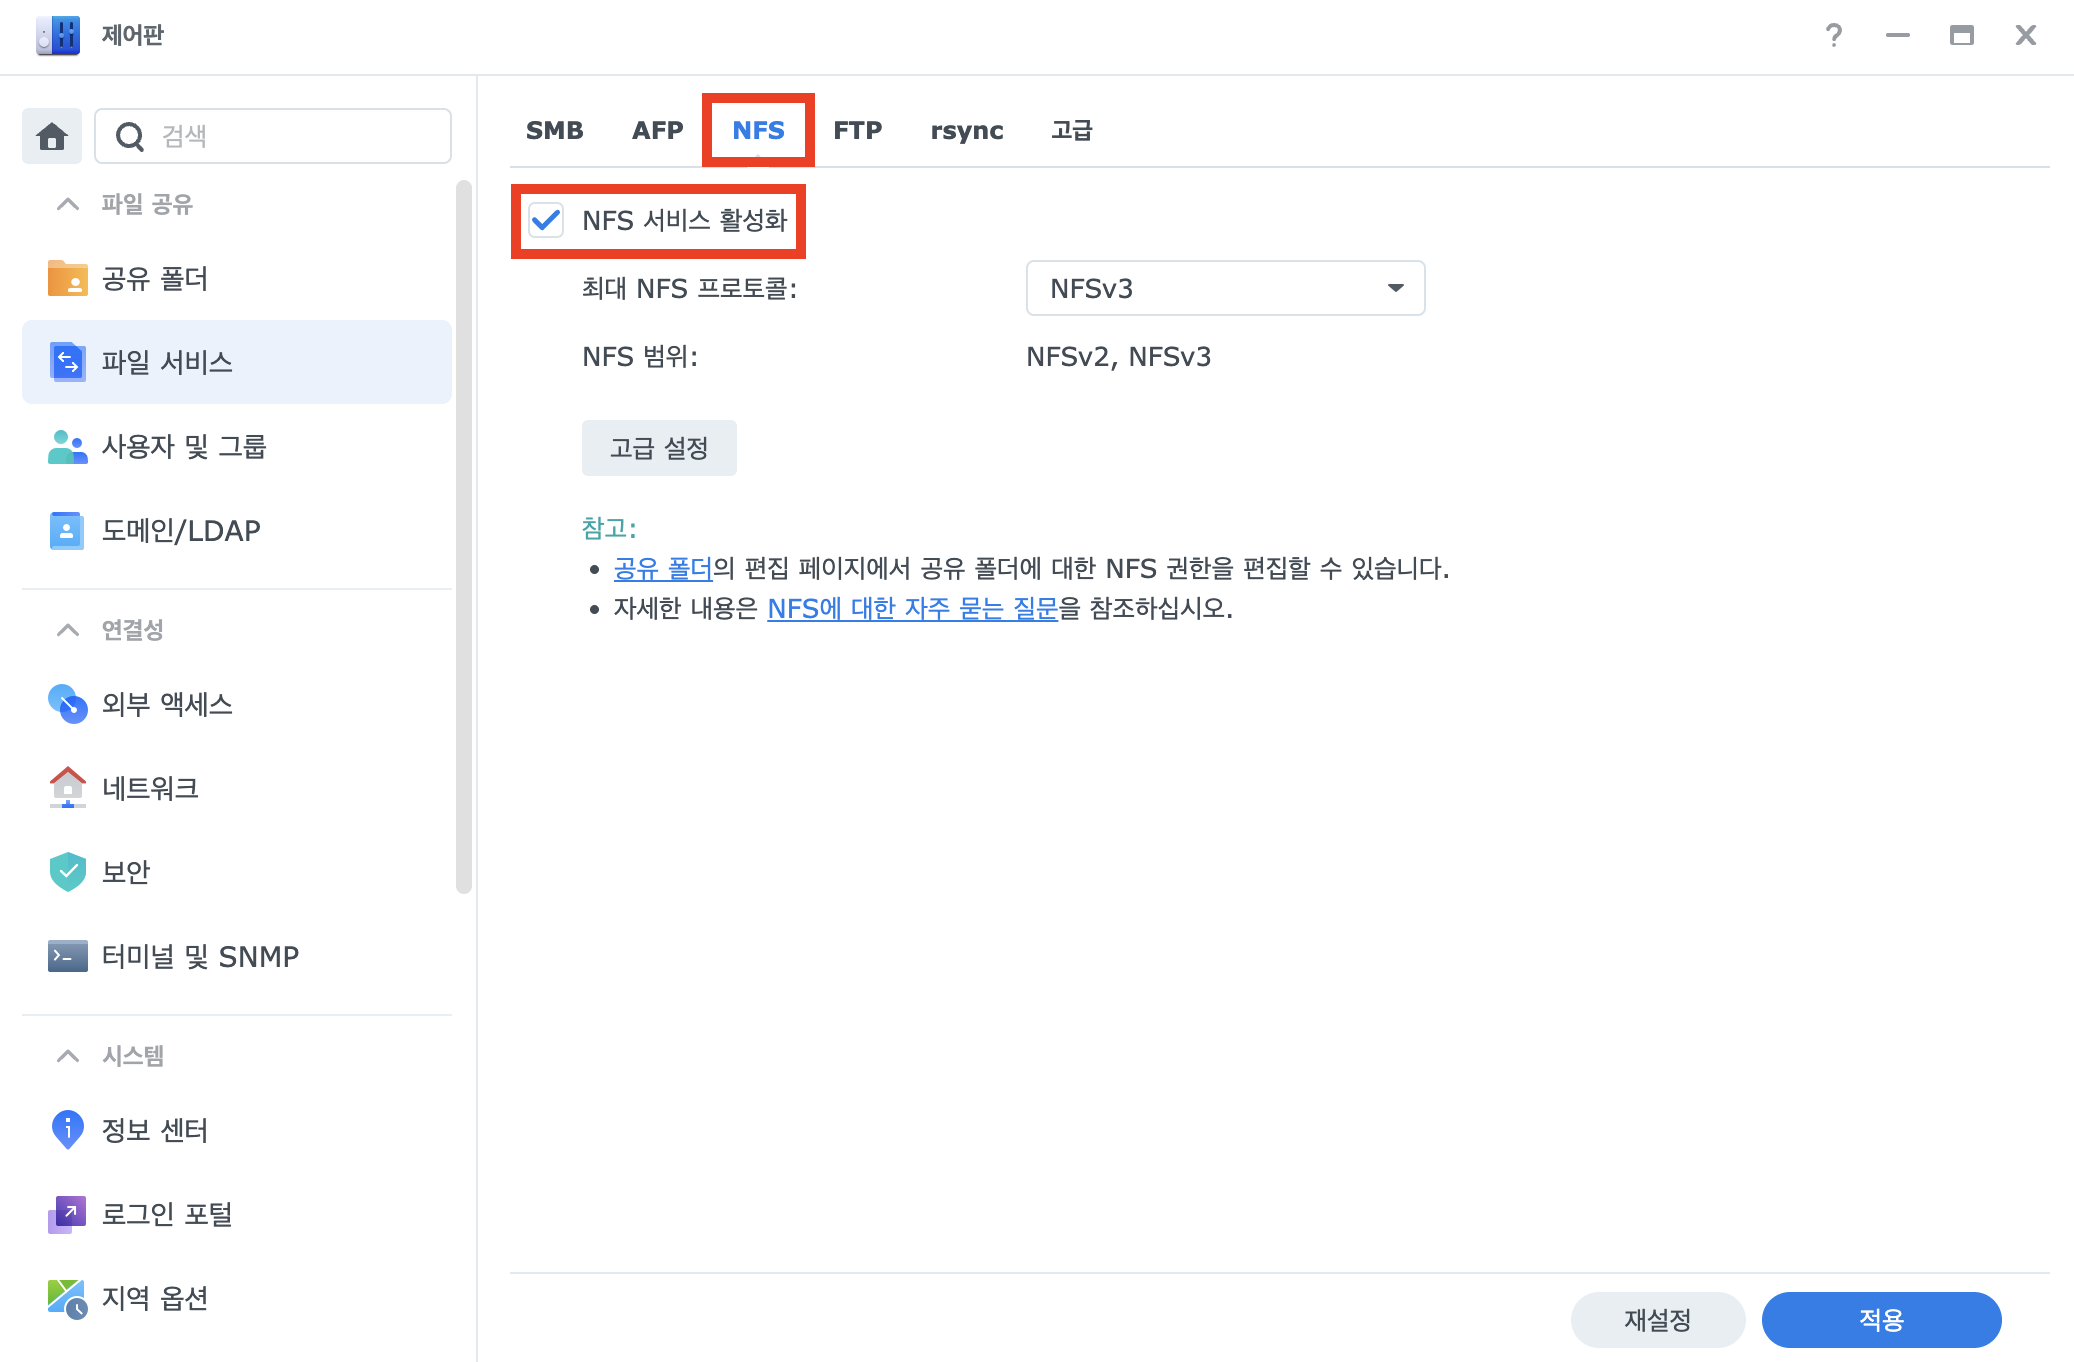 제어판
검색
파일 공유
공유 폴더
파일 서비스
사용자 및 그룹
도메인/LDAP
연결성
외부 액세스
네트워크
보안
터미널 및 SNMP
시스템
정보 센터
로그인 포털
지역 옵션
SMB AFP NFS FTP rsync 고급
NFS 서비스 활성화
최대 NFS 프로토콜: NFSv3
NFS 범위: NFSv2, NFSv3
고급 설정
참고:
• 공유 폴더의 편집 페이지에서 공유 폴더에 대한 NFS 권한을 편집할 수 있습니다.
• 자세한 내용은 NFS에 대한 자주 묻는 질문을 참조하십시오.
재설정 적용